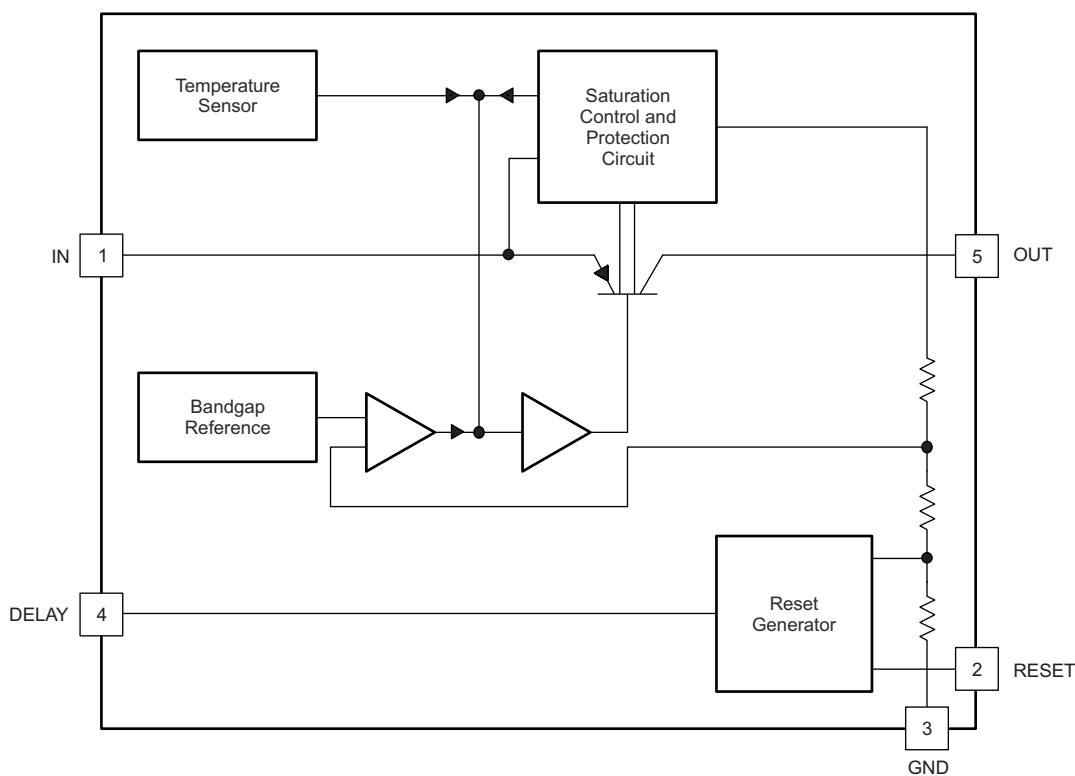 Temperature
Sensor
Saturation
Control and
Protection
Circuit
IN
1
5
OUT
Bandgap
Reference
DELAY
4
Reset
Generator
2
RESET
3
GND